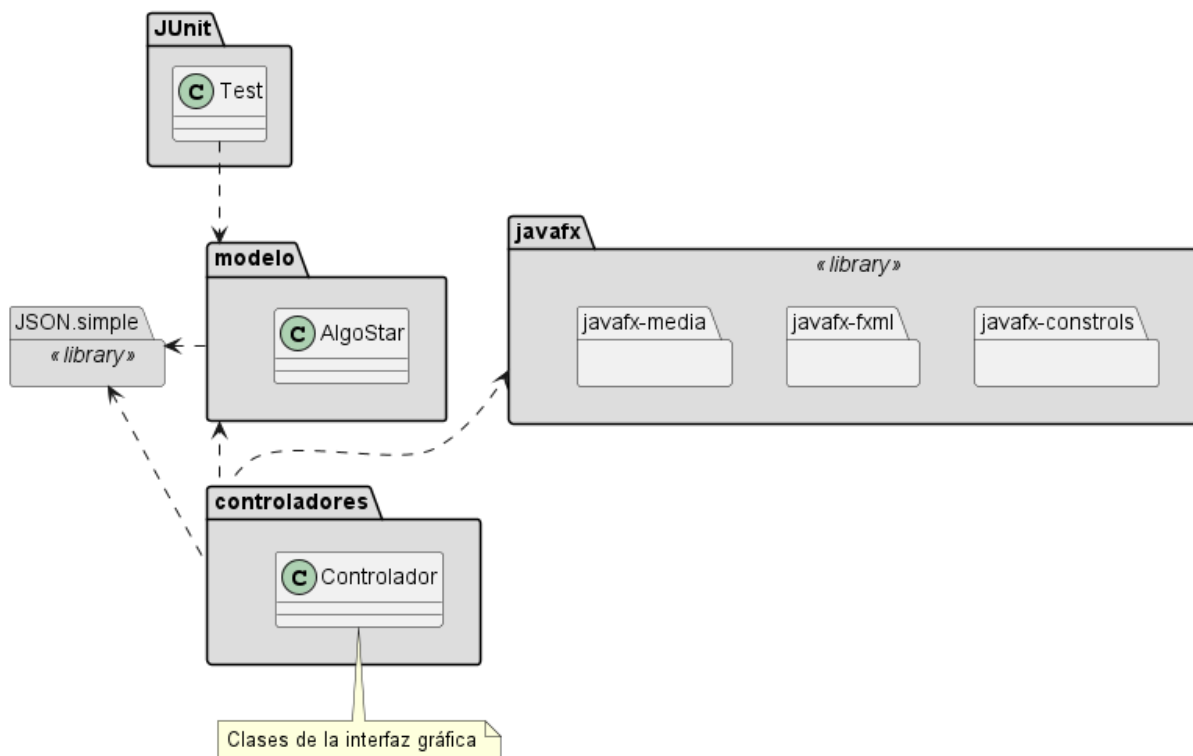 JUnit
C Test
modelo
C AlgoStar
JSON.simple
«library»
javafx
«library»
javafx-media
javafx-fxml
javafx-constrols
controladores
C Controlador
Clases de la interfaz gráfica